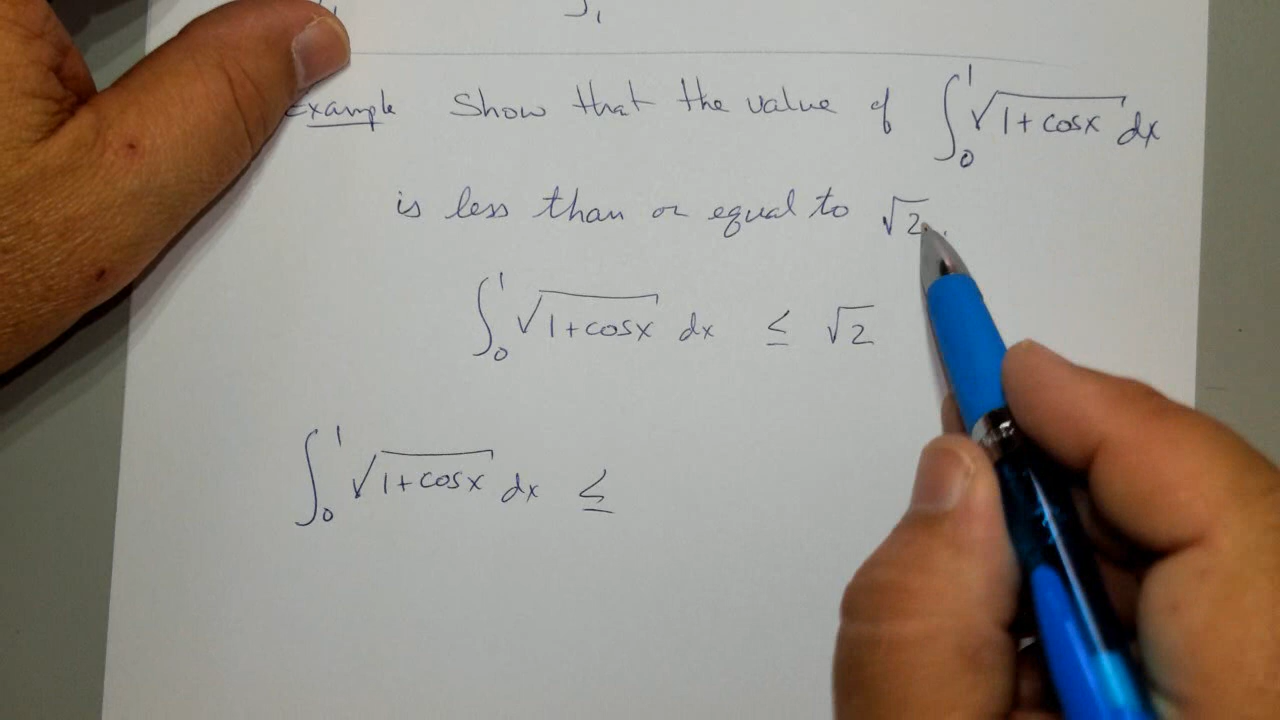 ∫₁
Example Show that the value of ∫₀¹ √(1+cosx) dx
is less than or equal to √2.
∫₀¹ √(1+cosx) dx ≤ √2
∫₀¹ √(1+cosx) dx ≤